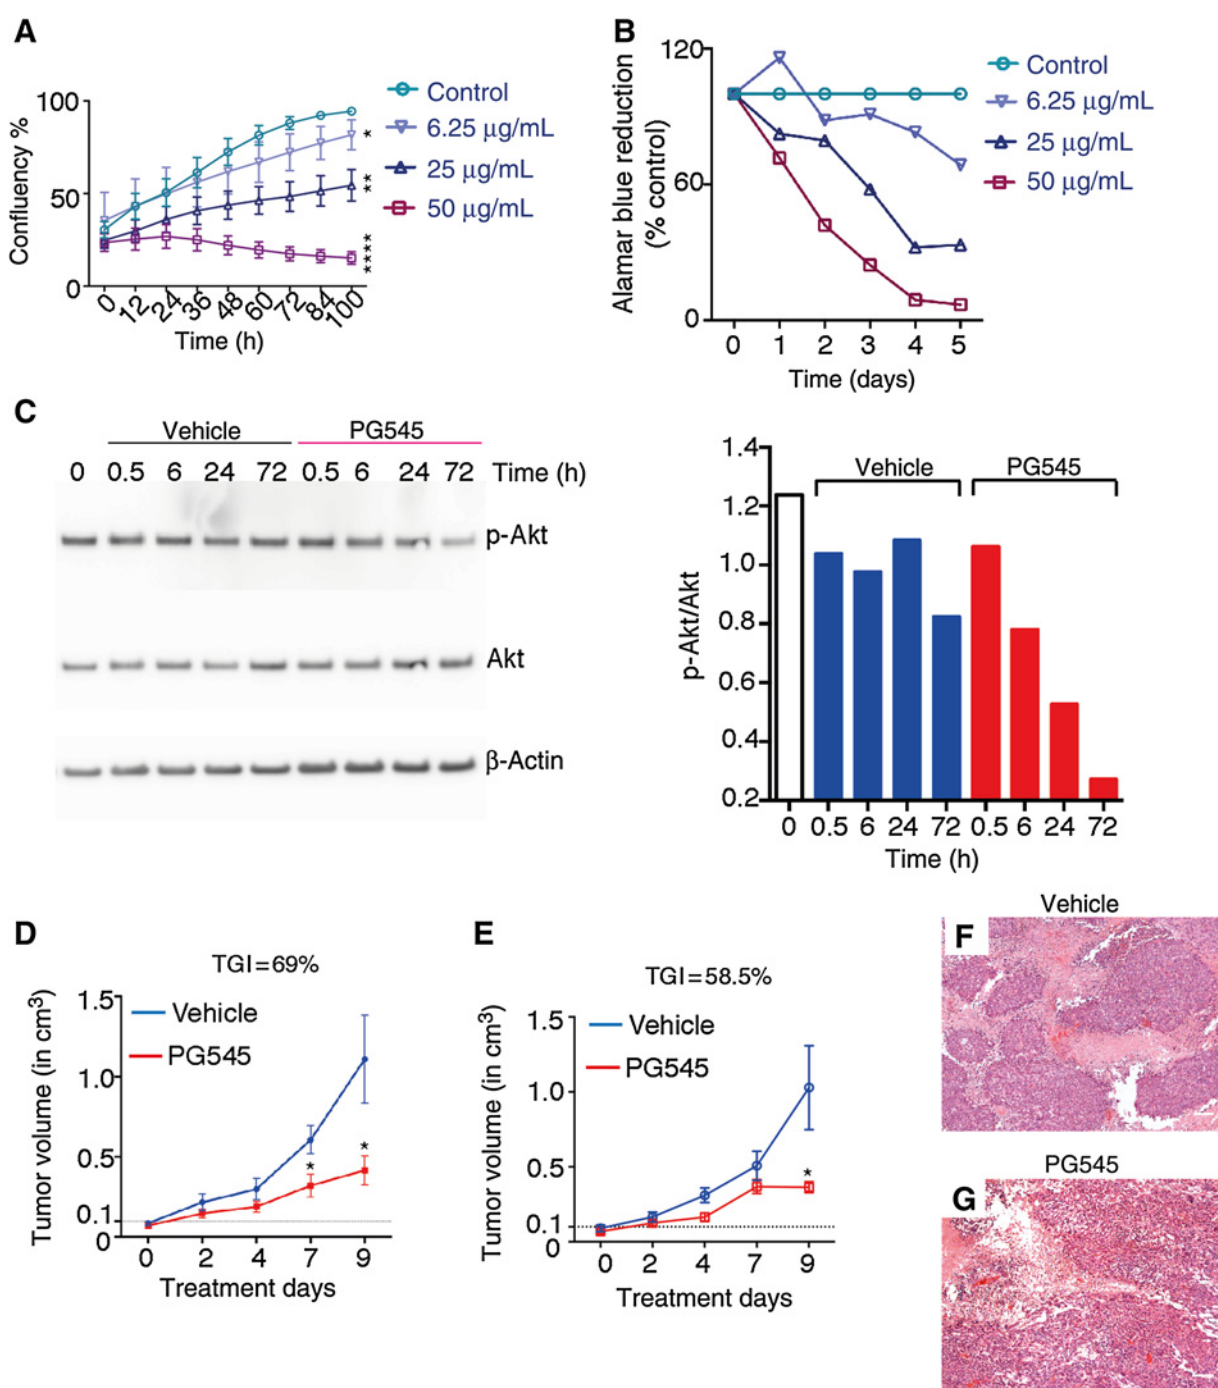 A
100
50
0
Confluency %
0 12 24 36 48 60 72 84 100
Time (h)
Control
6.25 μg/mL
25 μg/mL
50 μg/mL
*
**
****
B
120
60
0
Alamar blue reduction
(% control)
0 1 2 3 4 5
Time (days)
Control
6.25 μg/mL
25 μg/mL
50 μg/mL
C
Vehicle PG545
0 0.5 6 24 72 0.5 6 24 72 Time (h)
p-Akt
Akt
β-Actin
1.4
1.2
1.0
0.8
0.6
0.4
0.2
p-Akt/Akt
Vehicle PG545
0 0.5 6 24 72 0.5 6 24 72
Time (h)
D
TGI=69%
1.5
1.0
0.5
0.1
0
Tumor volume (in cm³)
Vehicle
PG545
* *
0 2 4 7 9
Treatment days
E
TGI=58.5%
1.5
1.0
0.5
0.1
0
Tumor volume (in cm³)
Vehicle
PG545
*
0 2 4 7 9
Treatment days
Vehicle
F
PG545
G